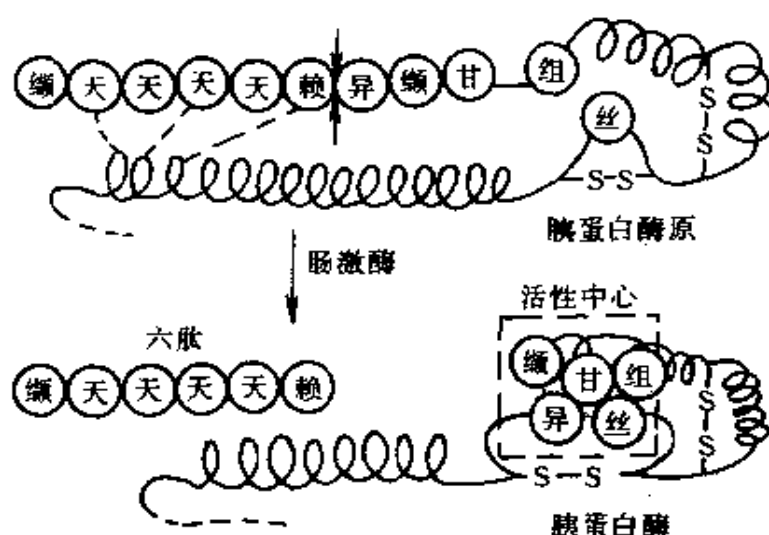 缬 天 天 天 天 赖 异 缬 甘 组
丝
S
S
S-S
胰蛋白酶原
肠激酶
活性中心
六肽
缬 天 天 天 天 赖
缬 甘 组
异 丝
S
S
S-S
胰蛋白酶